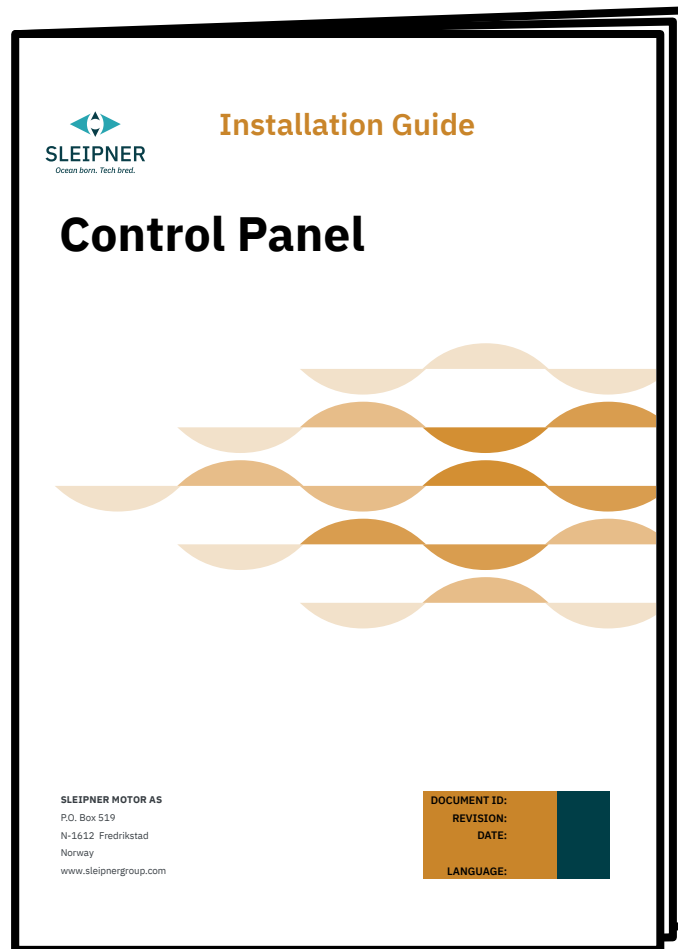 Installation Guide
SLEIPNER
Ocean born. Tech bred.
Control Panel
SLEIPNER MOTOR AS
P.O. Box 519
N-1612 Fredrikstad
Norway
www.sleipnergroup.com
DOCUMENT ID:
REVISION:
DATE:
LANGUAGE: